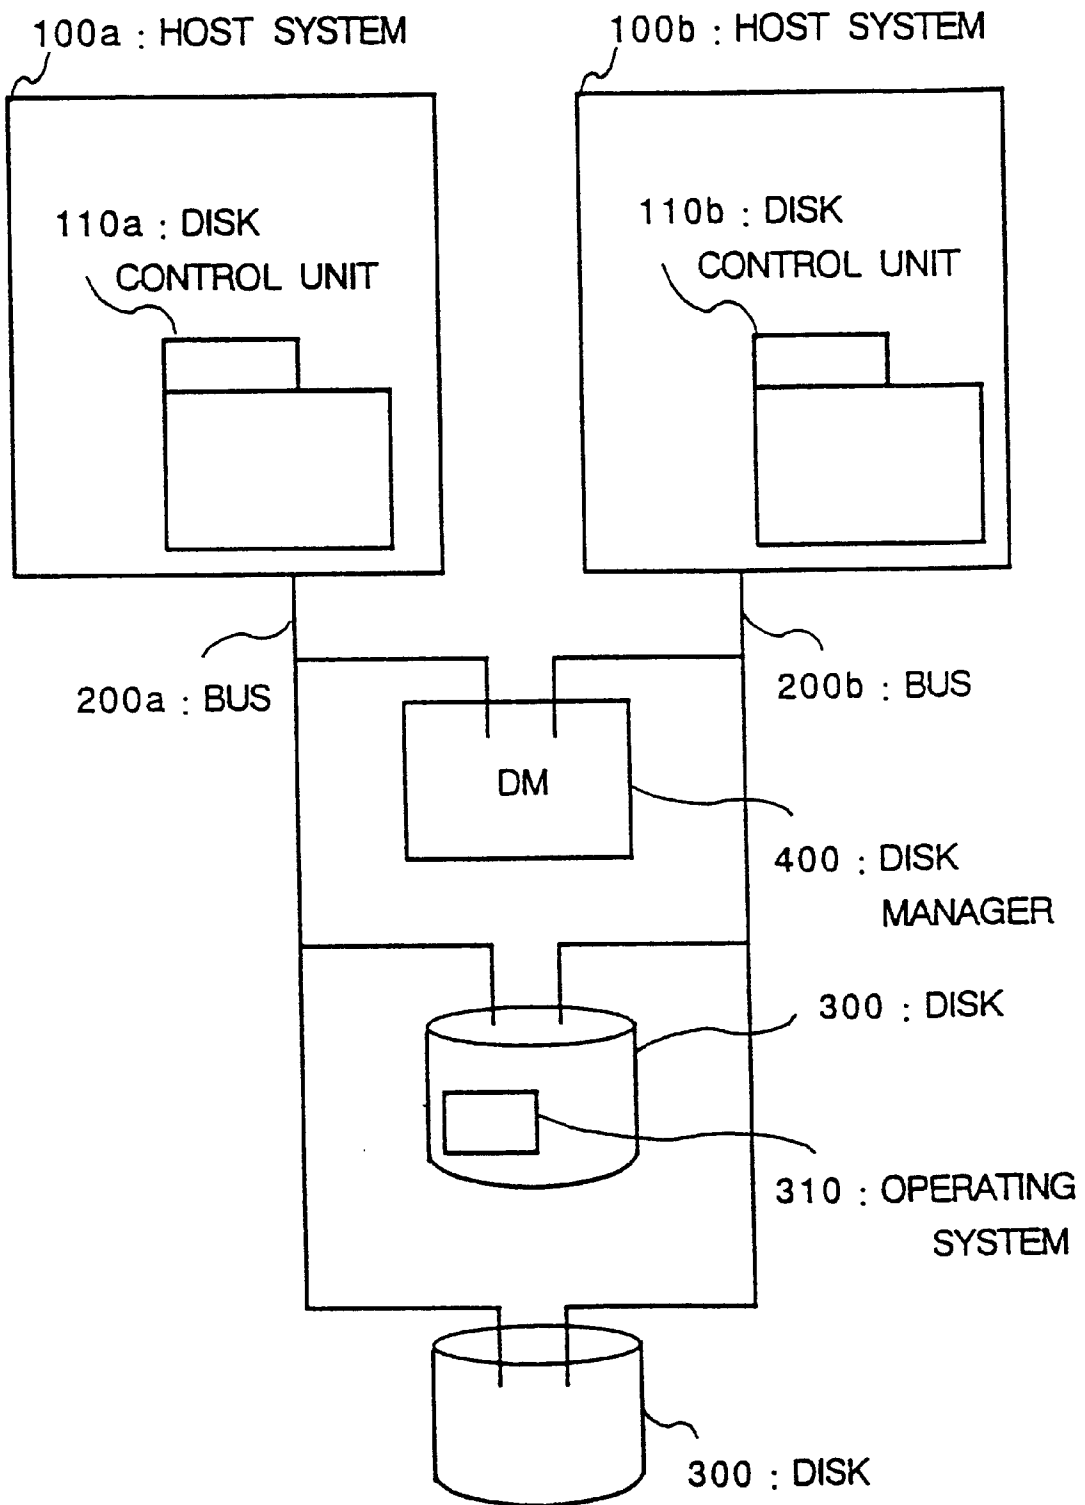 100a : HOST SYSTEM
100b : HOST SYSTEM
110a : DISK
CONTROL UNIT
110b : DISK
CONTROL UNIT
200a : BUS
200b : BUS
DM
400 : DISK
MANAGER
300 : DISK
310 : OPERATING
SYSTEM
300 : DISK